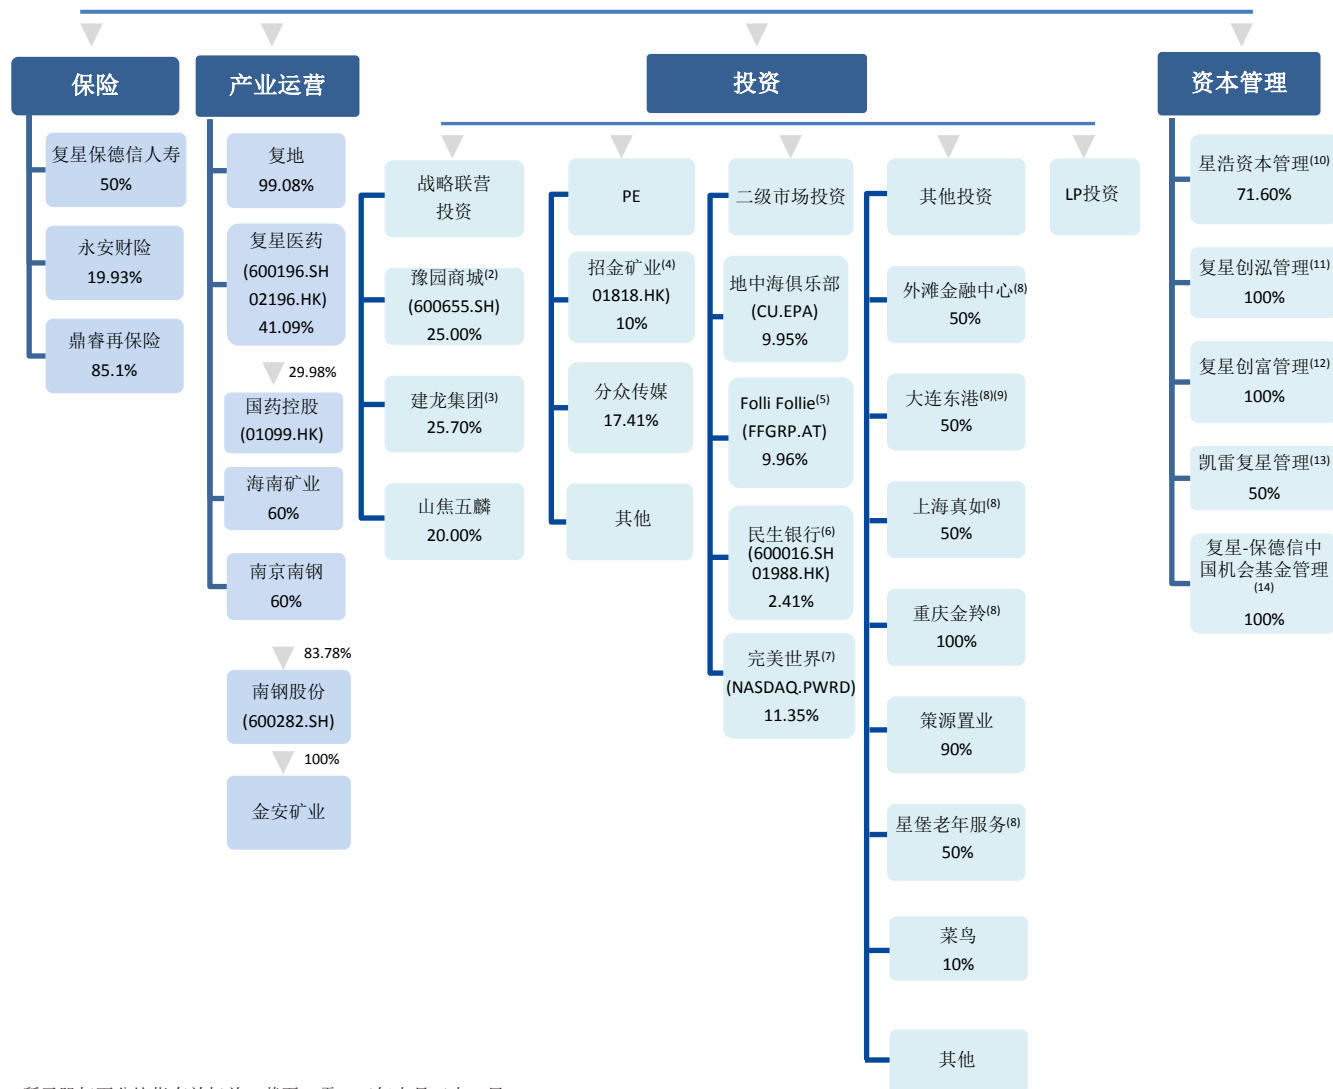 保险
复星保德信人寿
50%
永安财险
19.93%
鼎睿再保险
85.1%
产业运营
复地
99.08%
复星医药
(600196.SH
02196.HK)
41.09%
29.98%
国药控股
(01099.HK)
海南矿业
60%
南京南钢
60%
83.78%
南钢股份
(600282.SH)
100%
金安矿业
投资
战略联营
投资
豫园商城(2)
(600655.SH)
25.00%
建龙集团(3)
25.70%
山焦五麟
20.00%
PE
招金矿业(4)
01818.HK)
10%
分众传媒
17.41%
其他
二级市场投资
地中海俱乐部
(CU.EPA)
9.95%
Folli Follie(5)
(FFGRP.AT)
9.96%
民生银行(6)
(600016.SH
01988.HK)
2.41%
完美世界(7)
(NASDAQ.PWRD)
11.35%
其他投资
外滩金融中心(8)
50%
大连东港(8)(9)
50%
上海真如(8)
50%
重庆金羚(8)
100%
策源置业
90%
星堡老年服务(8)
50%
菜鸟
10%
其他
LP投资
资本管理
星浩资本管理(10)
71.60%
复星创泓管理(11)
100%
复星创富管理(12)
100%
凯雷复星管理(13)
50%
复星-保德信中
国机会基金管理
(14)
100%